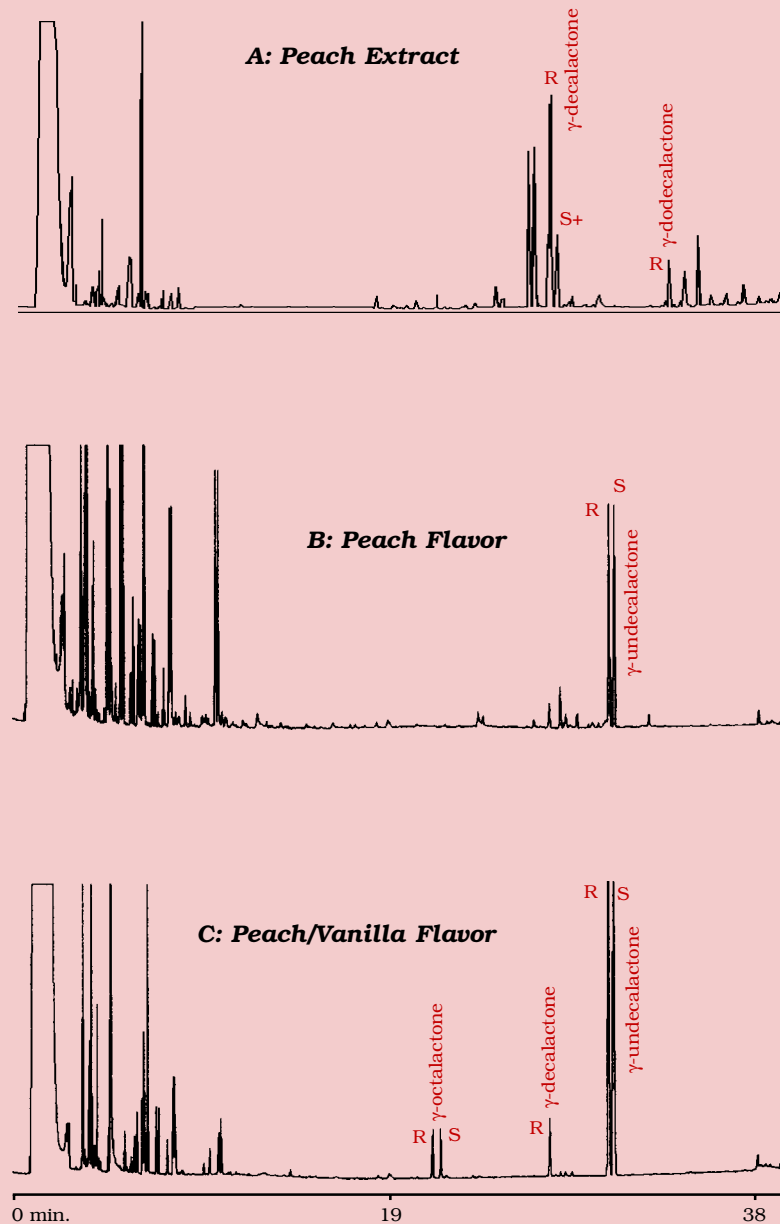 A: Peach Extract
R
γ-decalactone
S+
R
γ-dodecalactone
B: Peach Flavor
R
S
γ-undecalactone
C: Peach/Vanilla Flavor
R
γ-octalactone
S
R
γ-decalactone
R
S
γ-undecalactone
0 min.
19
38